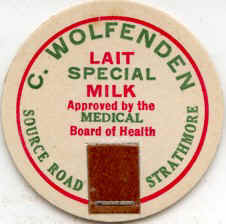 C. WOLFENDEN
LAIT
SPECIAL
MILK
Approved by the
MEDICAL
Board of Health
SOURCE ROAD
STRATHMORE